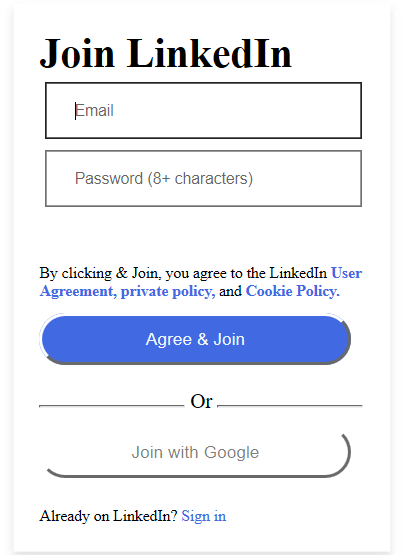 Join LinkedIn
Email
Password (8+ characters)
By clicking & Join, you agree to the LinkedIn User
Agreement, private policy, and Cookie Policy.
Agree & Join
Or
Join with Google
Already on LinkedIn? Sign in